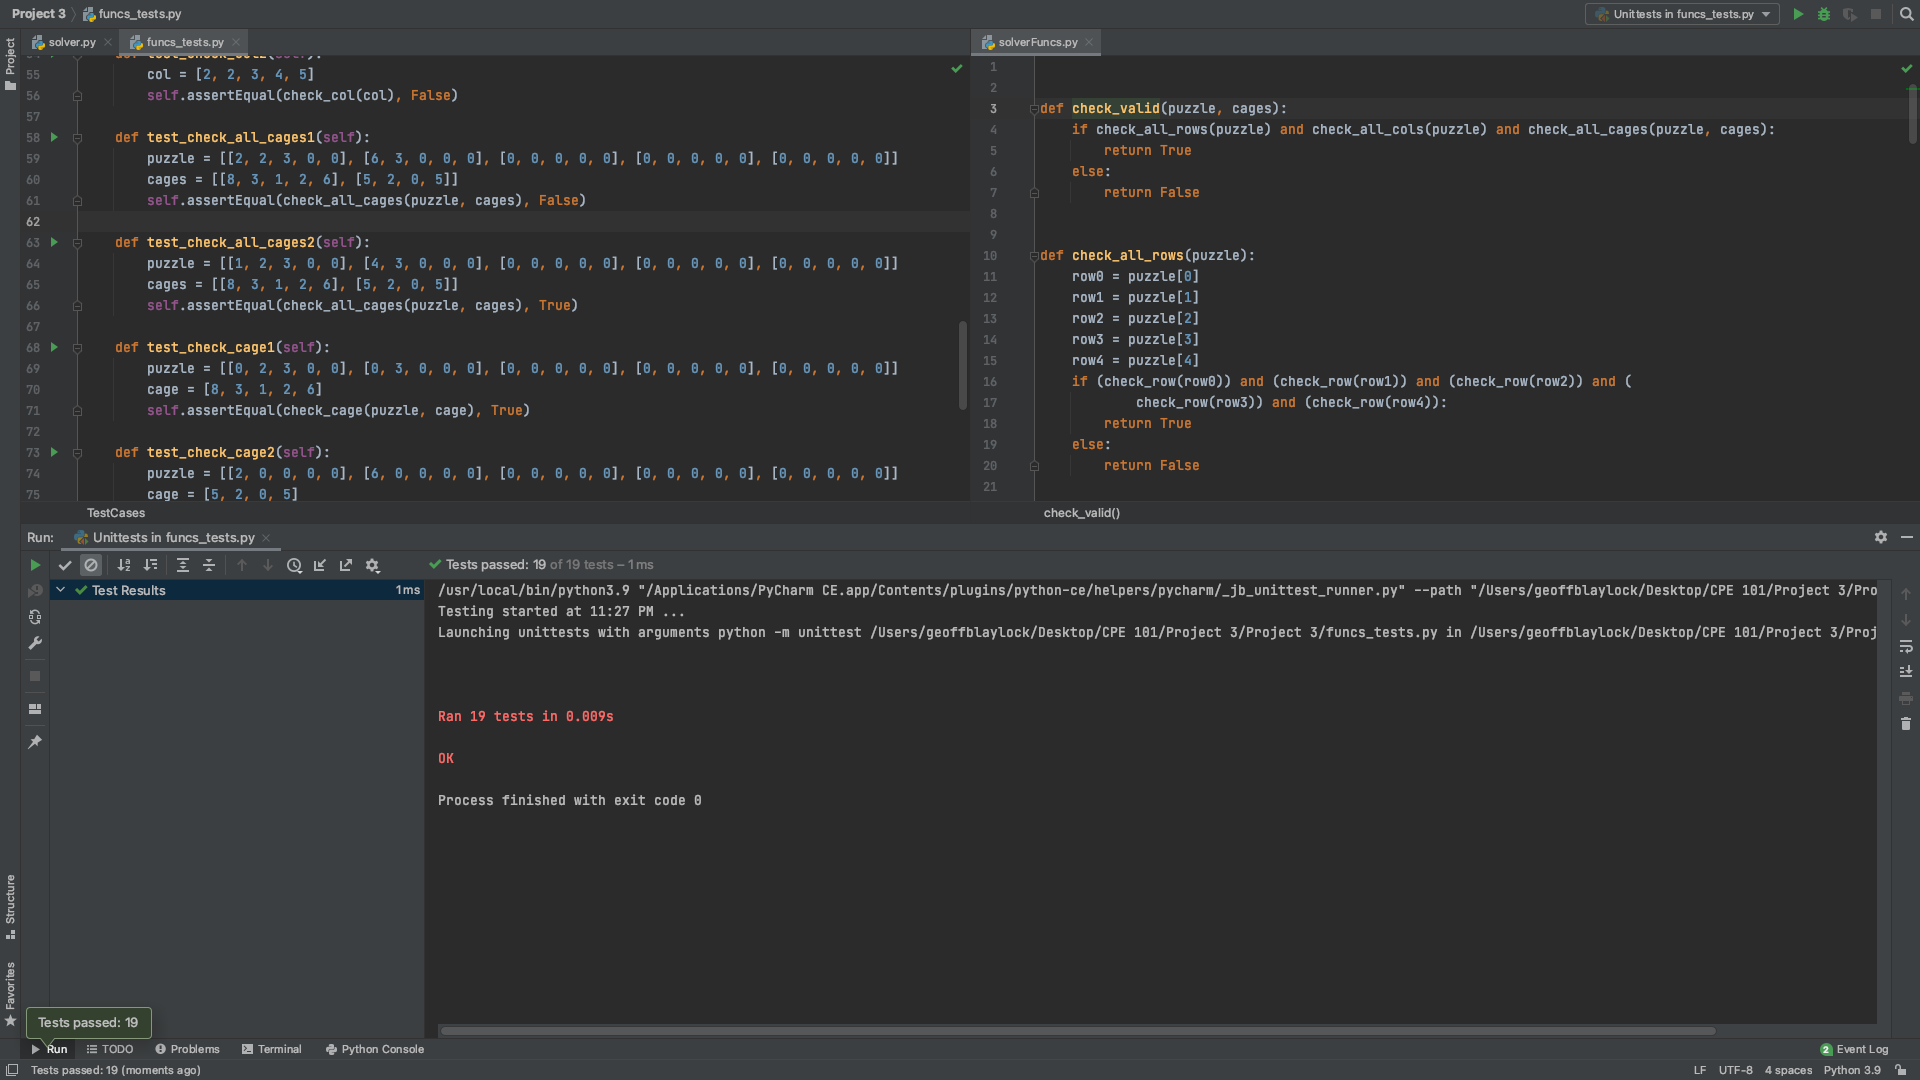 Project 3 funcs_tests.py
Unittests in funcs_tests.py
Project
solver.py
funcs_tests.py
55 col = [2, 2, 3, 4, 5]
56 self.assertEqual(check_col(col), False)
57
58 def test_check_all_cages1(self):
59 puzzle = [[2, 2, 3, 0, 0], [6, 3, 0, 0, 0], [0, 0, 0, 0, 0], [0, 0, 0, 0, 0], [0, 0, 0, 0, 0]]
60 cages = [[8, 3, 1, 2, 6], [5, 2, 0, 5]]
61 self.assertEqual(check_all_cages(puzzle, cages), False)
62
63 def test_check_all_cages2(self):
64 puzzle = [[1, 2, 3, 0, 0], [4, 3, 0, 0, 0], [0, 0, 0, 0, 0], [0, 0, 0, 0, 0], [0, 0, 0, 0, 0]]
65 cages = [[8, 3, 1, 2, 6], [5, 2, 0, 5]]
66 self.assertEqual(check_all_cages(puzzle, cages), True)
67
68 def test_check_cage1(self):
69 puzzle = [[0, 2, 3, 0, 0], [0, 3, 0, 0, 0], [0, 0, 0, 0, 0], [0, 0, 0, 0, 0], [0, 0, 0, 0, 0]]
70 cage = [8, 3, 1, 2, 6]
71 self.assertEqual(check_cage(puzzle, cage), True)
72
73 def test_check_cage2(self):
74 puzzle = [[2, 0, 0, 0, 0], [6, 0, 0, 0, 0], [0, 0, 0, 0, 0], [0, 0, 0, 0, 0], [0, 0, 0, 0, 0]]
75 cage = [5, 2, 0, 5]
TestCases
solverFuncs.py
1
2
3 def check_valid(puzzle, cages):
4 if check_all_rows(puzzle) and check_all_cols(puzzle) and check_all_cages(puzzle, cages):
5 return True
6 else:
7 return False
8
9
10 def check_all_rows(puzzle):
11 row0 = puzzle[0]
12 row1 = puzzle[1]
13 row2 = puzzle[2]
14 row3 = puzzle[3]
15 row4 = puzzle[4]
16 if (check_row(row0)) and (check_row(row1)) and (check_row(row2)) and (
17 check_row(row3)) and (check_row(row4)):
18 return True
19 else:
20 return False
21
check_valid()
Run: Unittests in funcs_tests.py
Tests passed: 19 of 19 tests – 1 ms
Test Results 1 ms
/usr/local/bin/python3.9 "/Applications/PyCharm CE.app/Contents/plugins/python-ce/helpers/pycharm/_jb_unittest_runner.py" --path "/Users/geoffblaylock/Desktop/CPE 101/Project 3/Pro
Testing started at 11:27 PM ...
Launching unittests with arguments python -m unittest /Users/geoffblaylock/Desktop/CPE 101/Project 3/Project 3/funcs_tests.py in /Users/geoffblaylock/Desktop/CPE 101/Project 3/Proj
Ran 19 tests in 0.009s
OK
Process finished with exit code 0
Structure
Favorites
Tests passed: 19
Run TODO Problems Terminal Python Console
2 Event Log
Tests passed: 19 (moments ago)
LF UTF-8 4 spaces Python 3.9